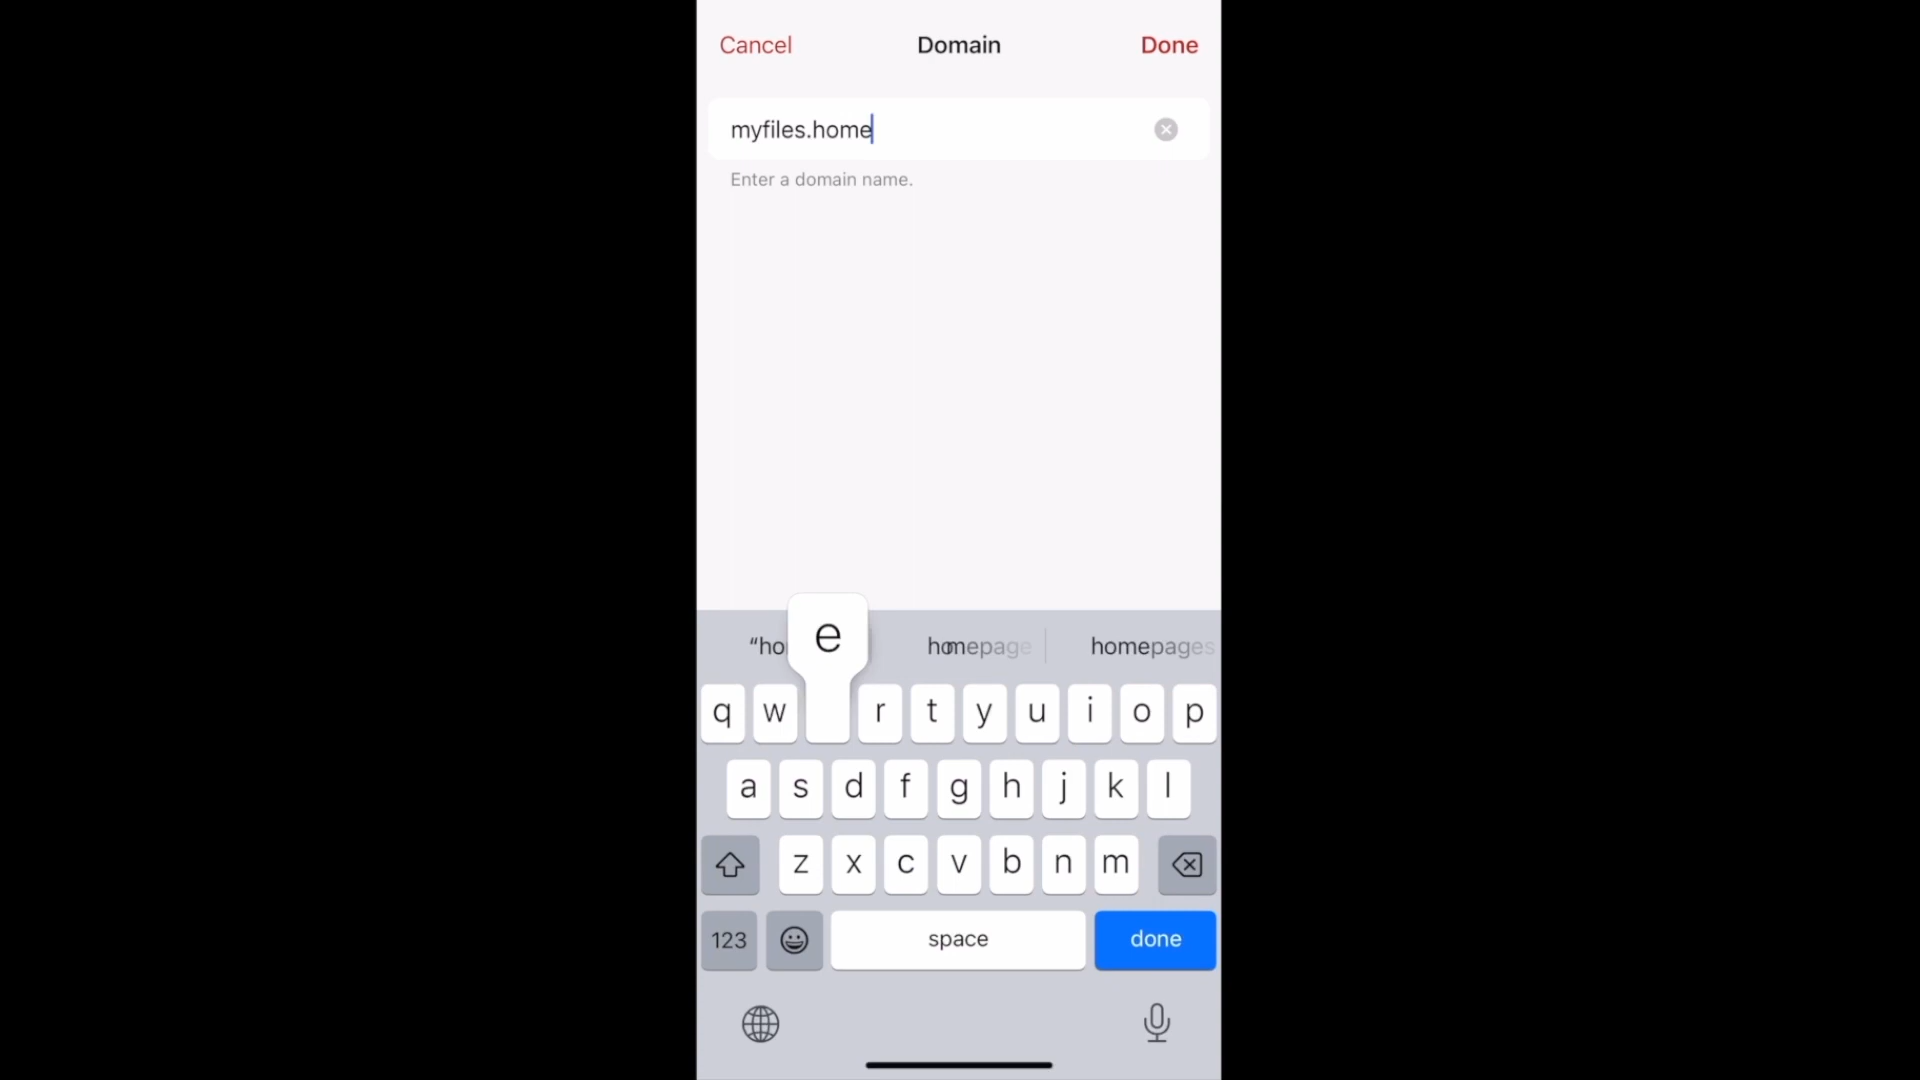 Cancel Domain Done
myfiles.home
Enter a domain name.
“ho homepage homepages
e
q w r t y u i o p
a s d f g h j k l
z x c v b n m
123 space done